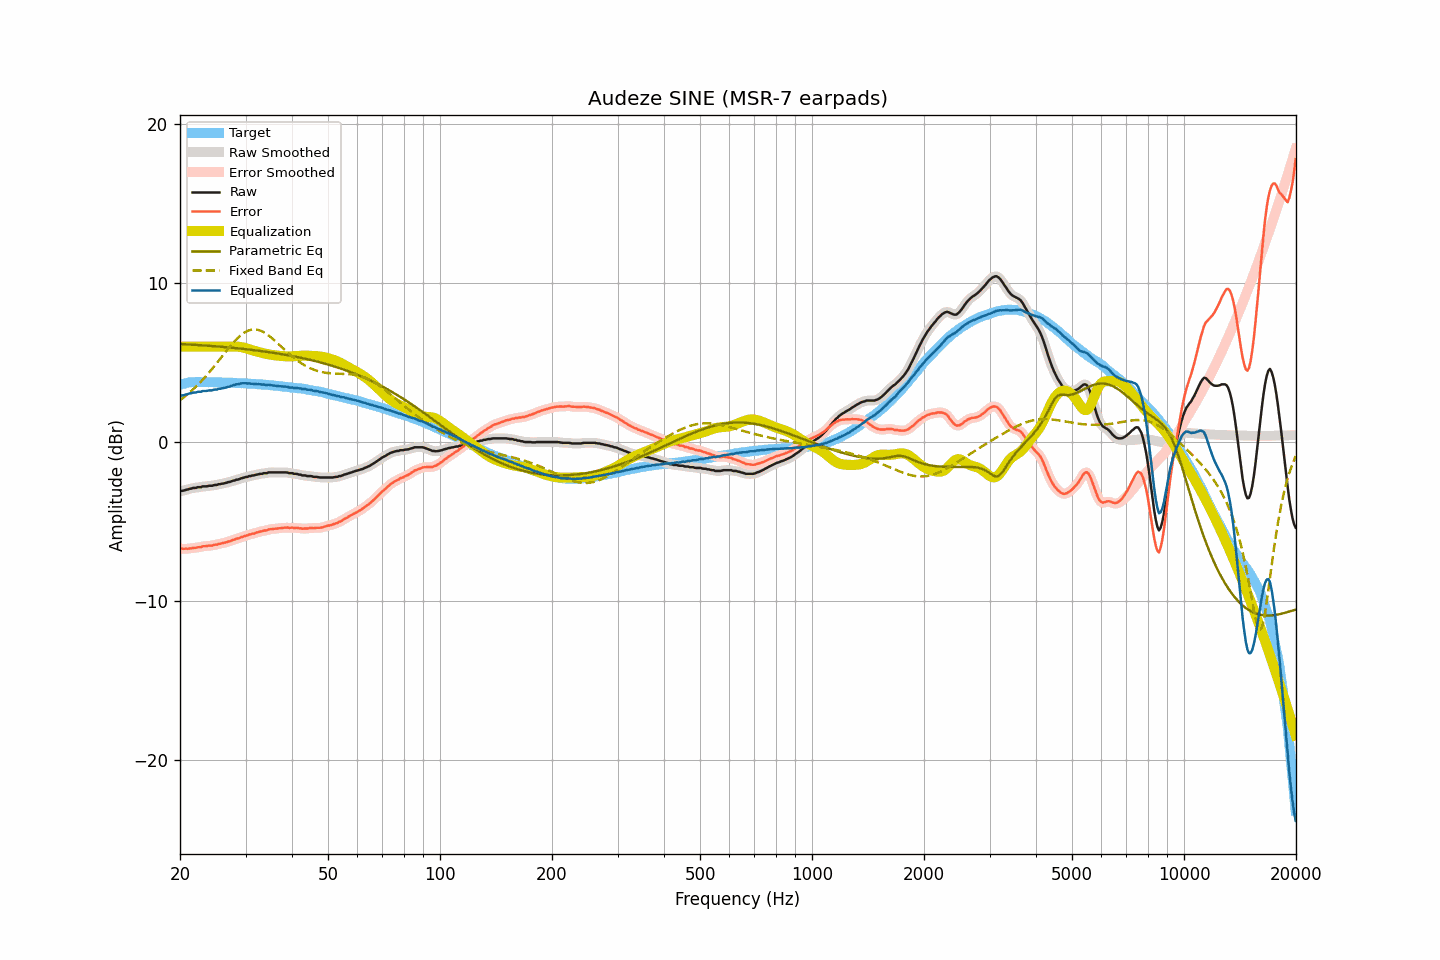 Audeze SINE (MSR-7 earpads)
20
10
0
−10
−20
Amplitude (dBr)
Target
Raw Smoothed
Error Smoothed
Raw
Error
Equalization
Parametric Eq
Fixed Band Eq
Equalized
20 50 100 200 500 1000 2000 5000 10000 20000
Frequency (Hz)